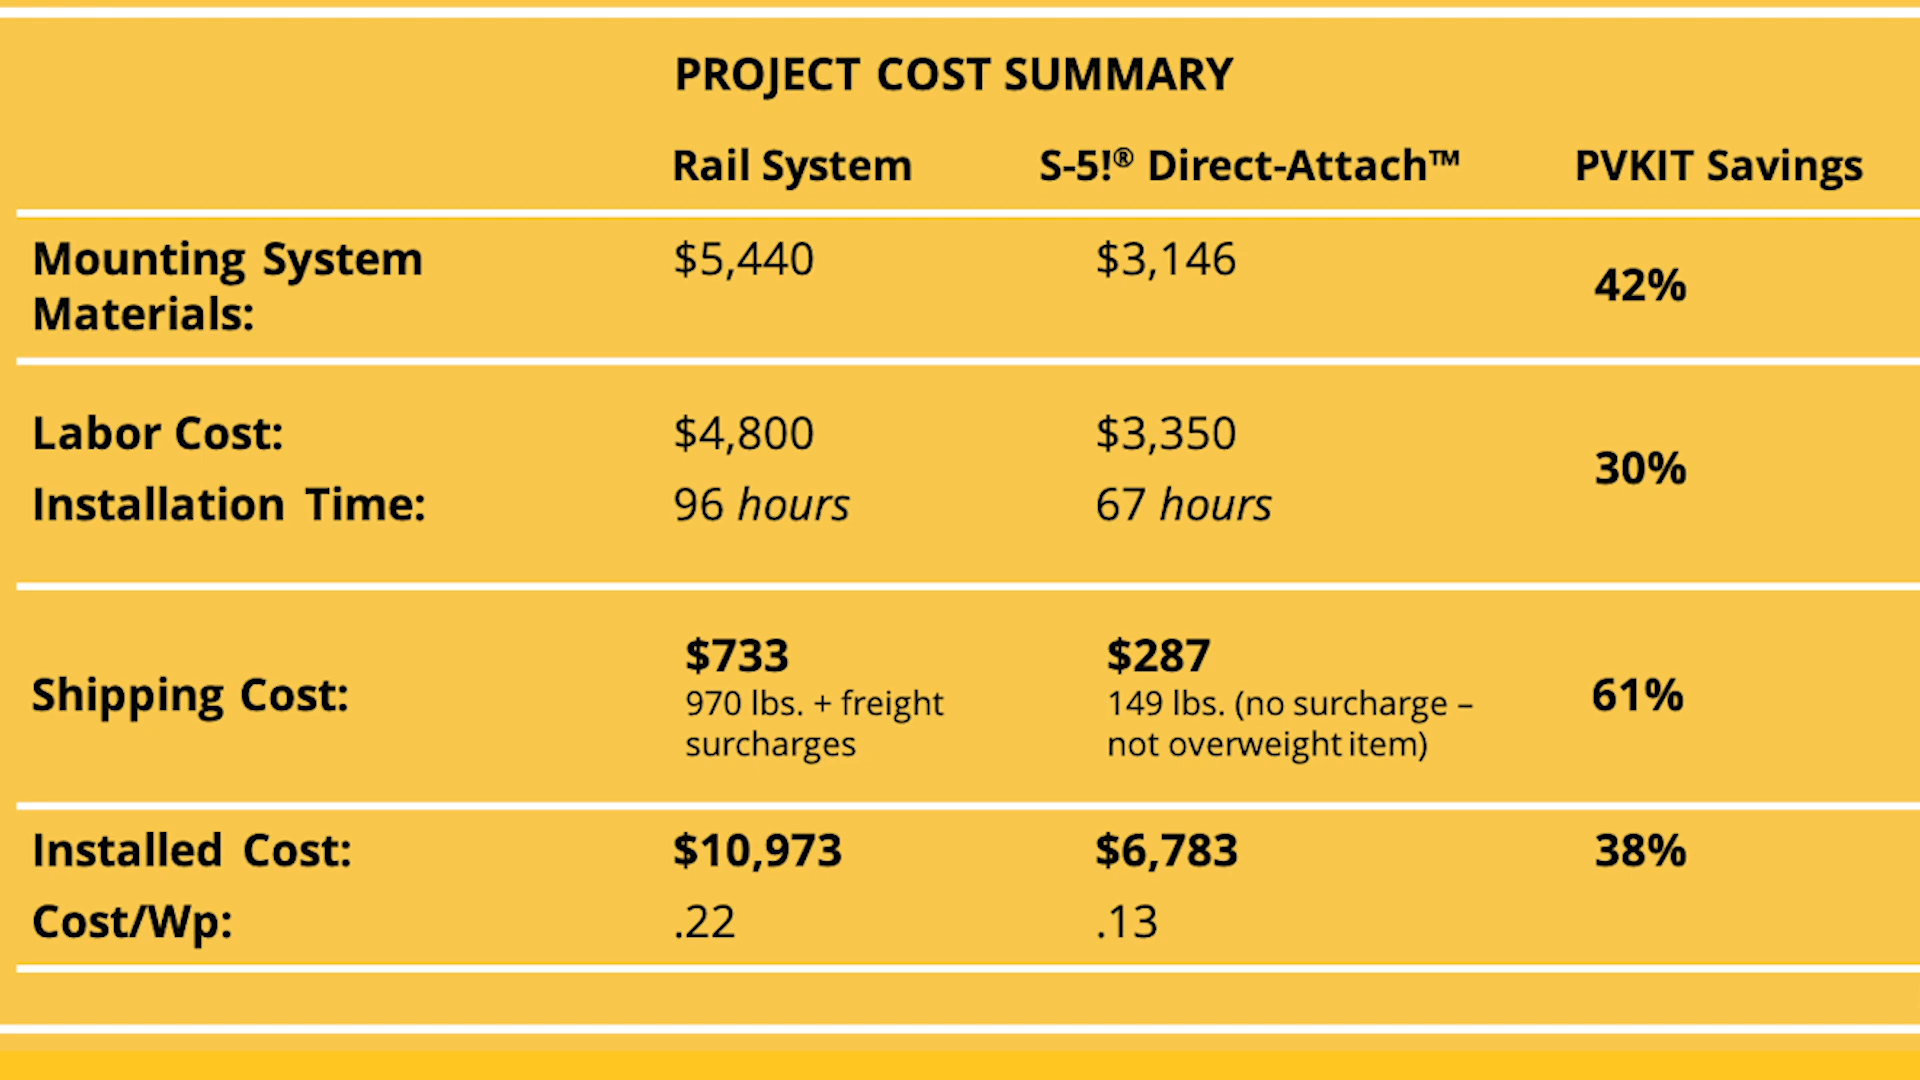 PROJECT COST SUMMARY
Rail System S-5!® Direct-Attach™ PVKIT Savings
Mounting System Materials: $5,440 $3,146 42%
Labor Cost: $4,800 $3,350 30%
Installation Time: 96 hours 67 hours
Shipping Cost: $733 970 lbs. + freight surcharges $287 149 lbs. (no surcharge – not overweight item) 61%
Installed Cost: $10,973 $6,783 38%
Cost/Wp: .22 .13